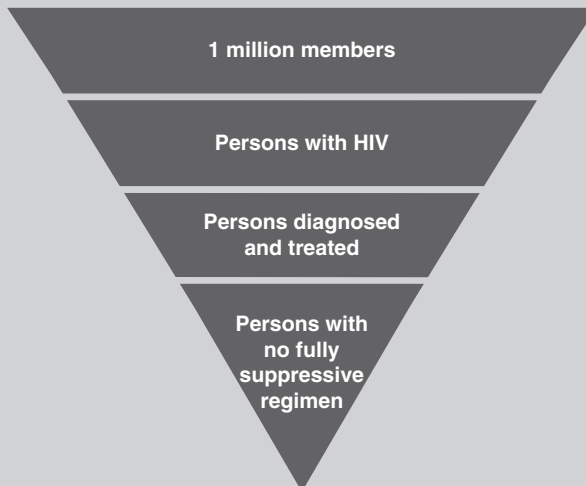 1 million members
Persons with HIV
Persons diagnosed
and treated
Persons with
no fully
suppressive
regimen